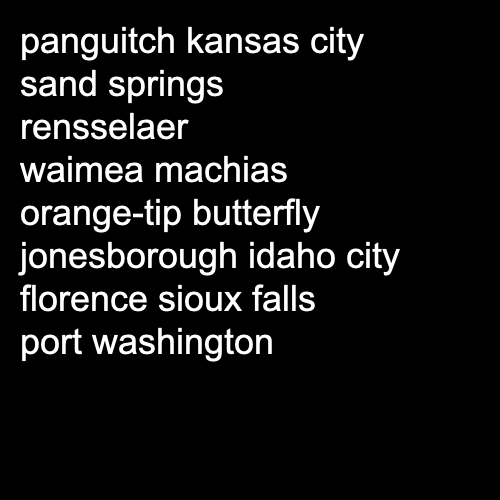 panguitch kansas city
sand springs
rensselaer
waimea machias
orange-tip butterfly
jonesborough idaho city
florence sioux falls
port washington